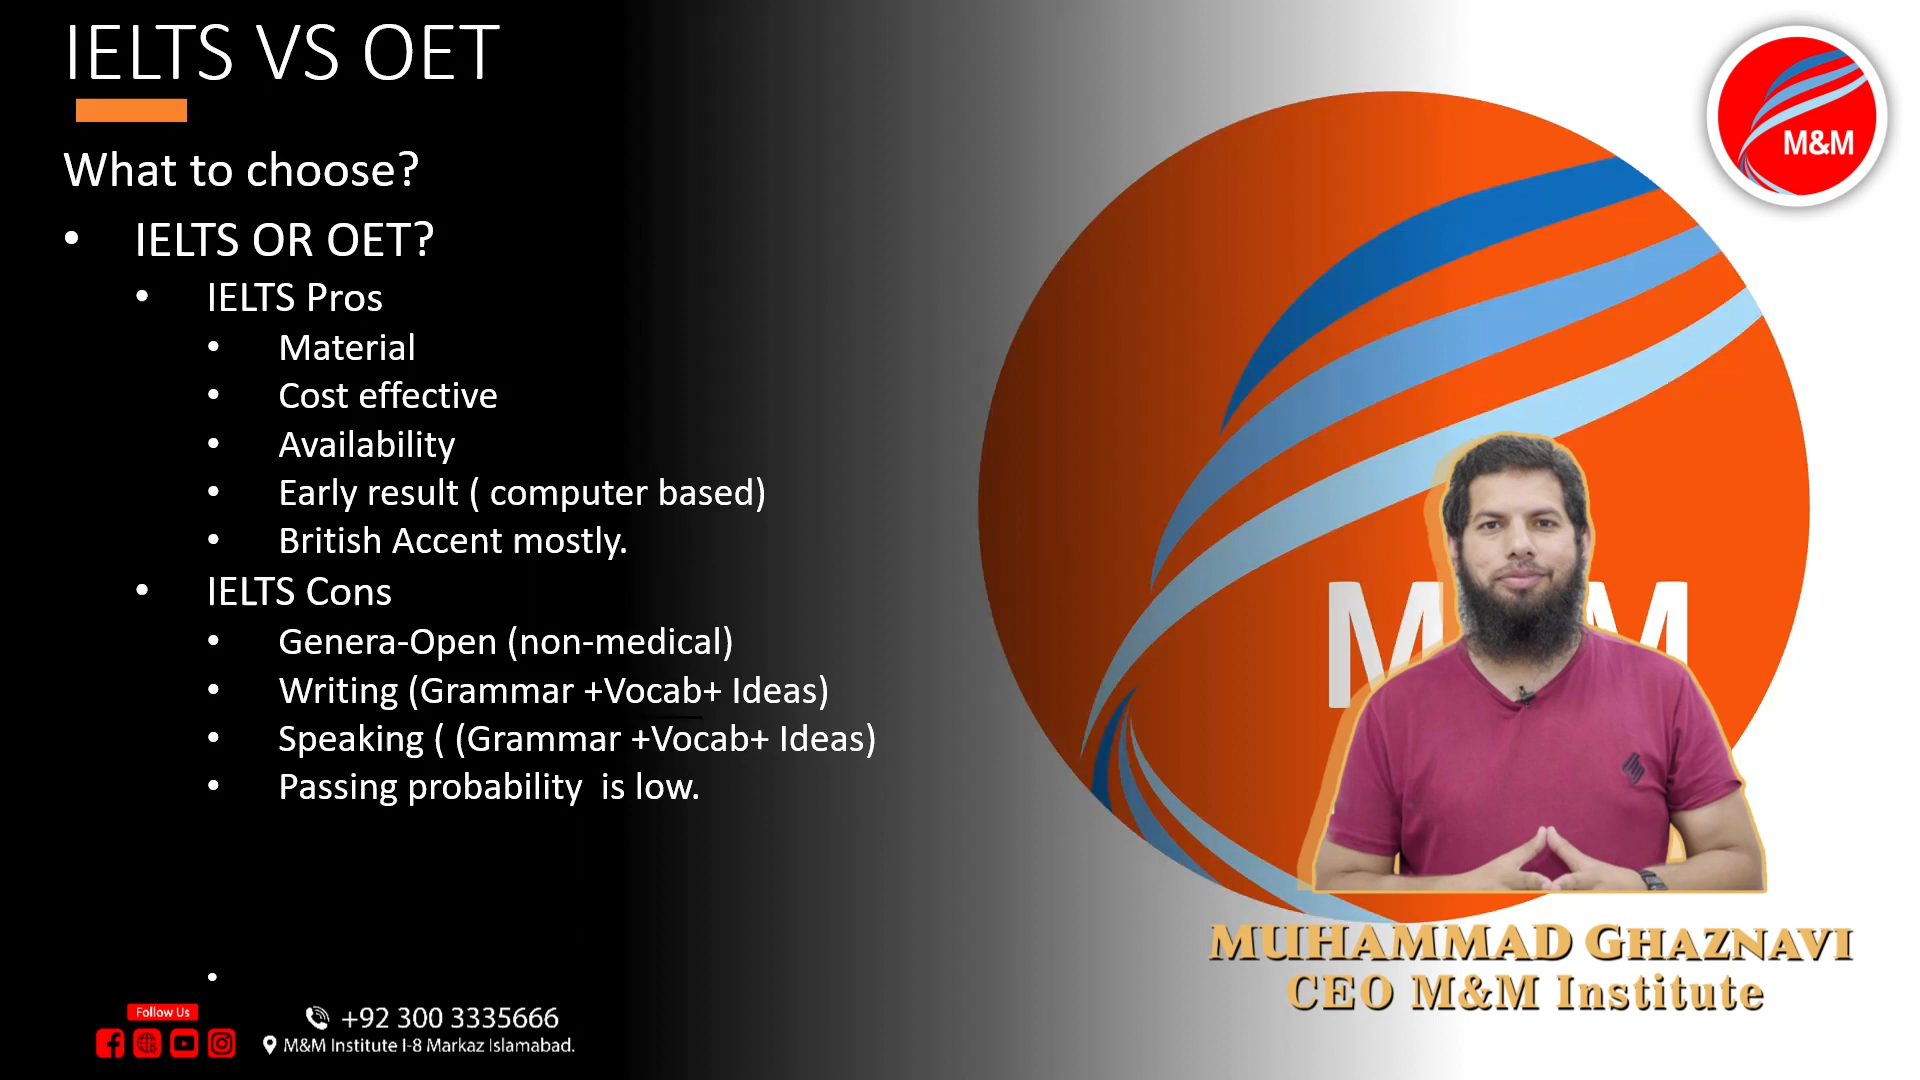 IELTS VS OET
What to choose?
• IELTS OR OET?
• IELTS Pros
• Material
• Cost effective
• Availability
• Early result ( computer based)
• British Accent mostly.
• IELTS Cons
• Genera-Open (non-medical)
• Writing (Grammar +Vocab+ Ideas)
• Speaking ( (Grammar +Vocab+ Ideas)
• Passing probability  is low.
•
Follow Us
+92 300 3335666
M&M Institute I-8 Markaz Islamabad.
M&M
M M
MUHAMMAD GHAZNAVI
CEO M&M Institute